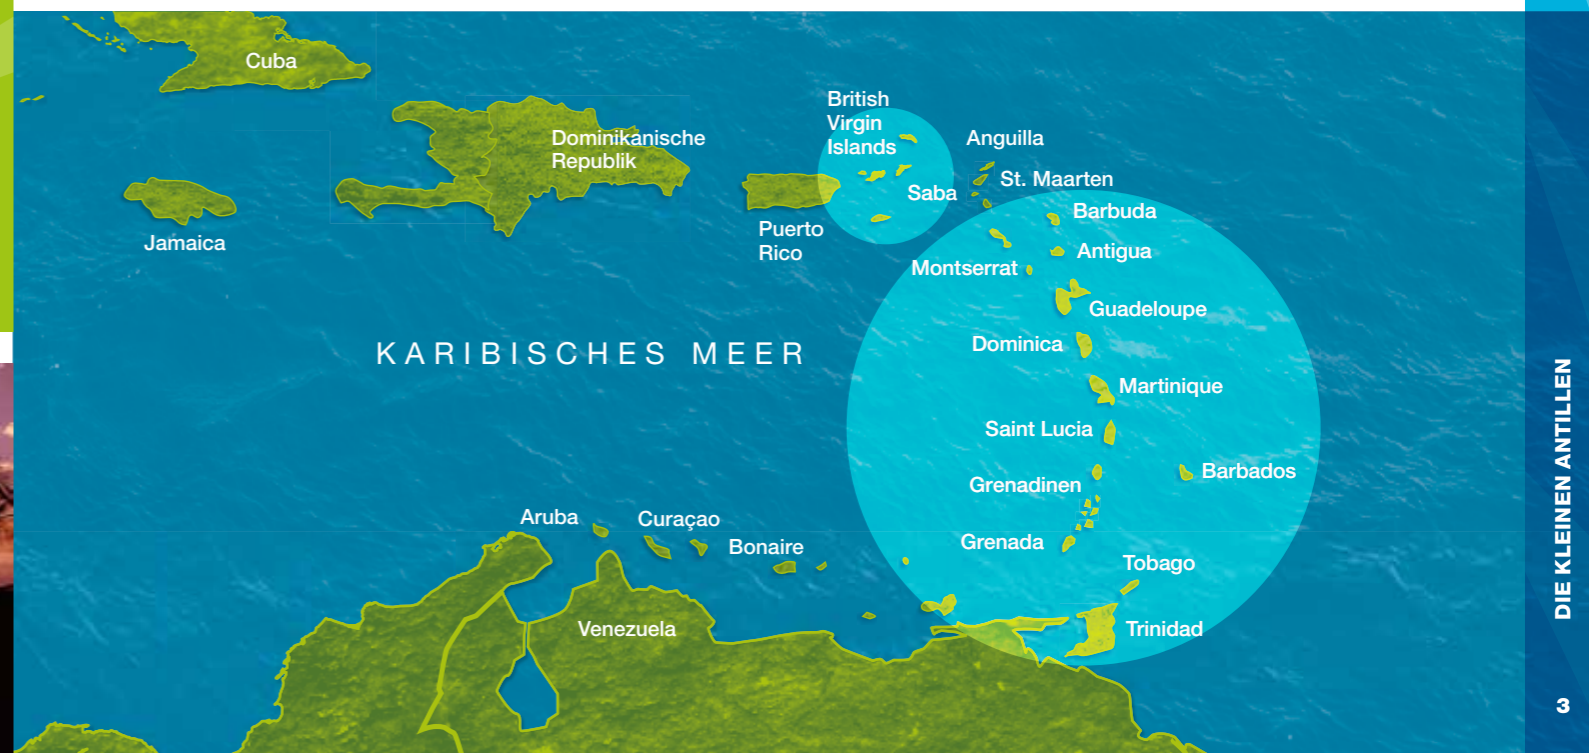 Cuba
British
Virgin
Islands
Anguilla
Dominikanische
Republik
St. Maarten
Saba
Barbuda
Jamaica
Puerto
Rico
Antigua
Montserrat
Guadeloupe
Dominica
KARIBISCHES MEER
Martinique
Saint Lucia
Barbados
Grenadinen
Aruba
Curaçao
Bonaire
Grenada
Tobago
Venezuela
Trinidad
DIE KLEINEN ANTILLEN
3